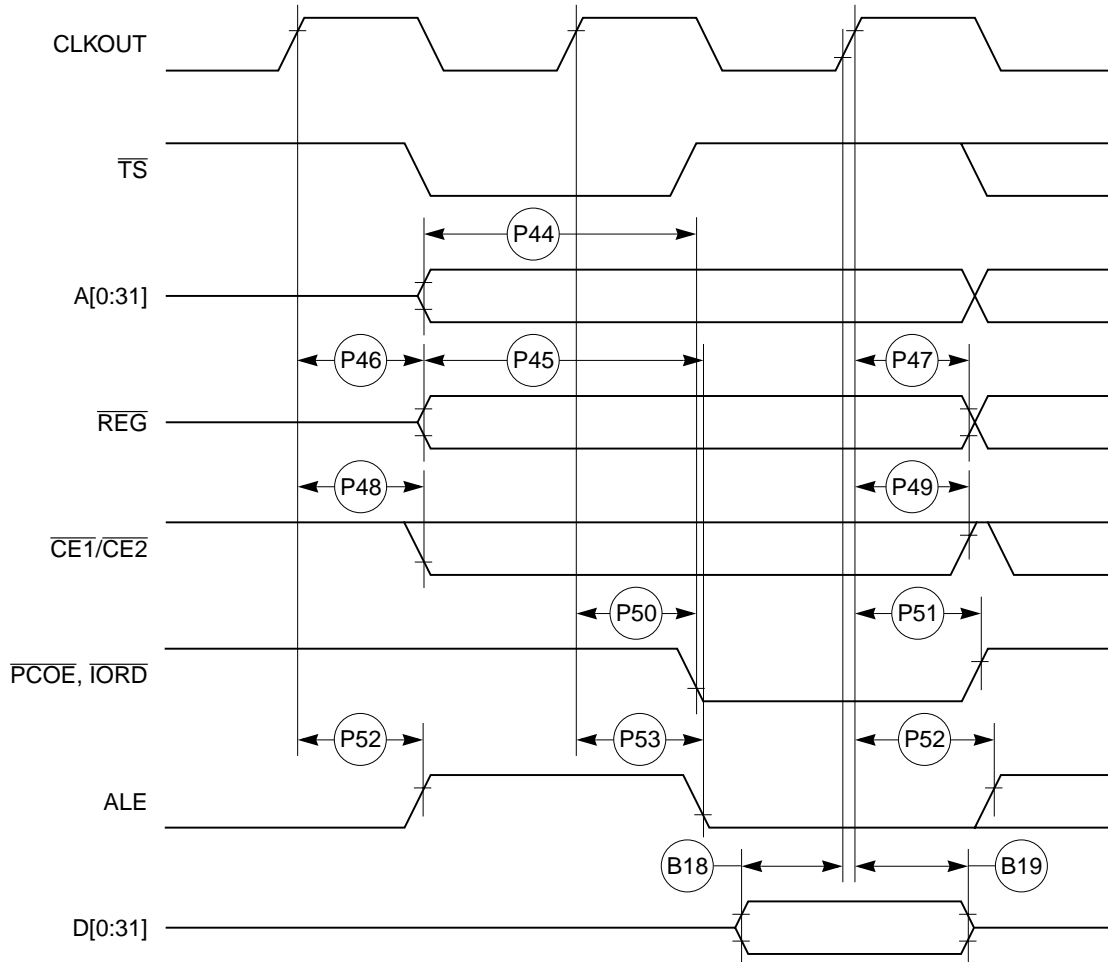 CLKOUT
TS
P44
A[0:31]
P46 P45 P47
REG
P48 P49
CE1/CE2
P50 P51
PCOE, IORD
P52 P53 P52
ALE
B18 B19
D[0:31]